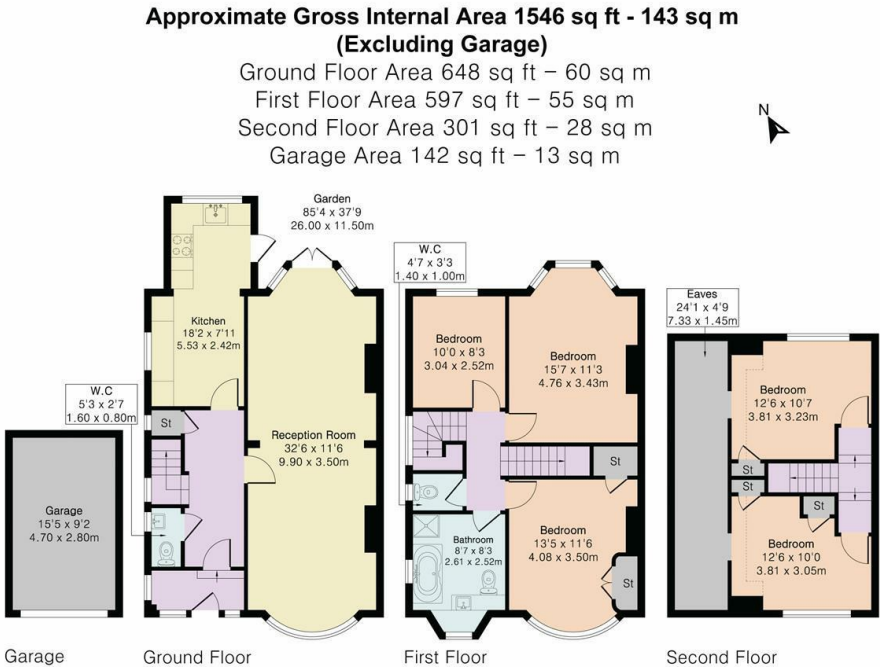 Approximate Gross Internal Area 1546 sq ft - 143 sq m
(Excluding Garage)
Ground Floor Area 648 sq ft – 60 sq m
First Floor Area 597 sq ft – 55 sq m
Second Floor Area 301 sq ft – 28 sq m
Garage Area 142 sq ft – 13 sq m
N
Garden
85'4 x 37'9
26.00 x 11.50m
W.C
4'7 x 3'3
1.40 x 1.00m
Eaves
24'1 x 4'9
7.33 x 1.45m
Kitchen
18'2 x 7'11
5.53 x 2.42m
Bedroom
10'0 x 8'3
3.04 x 2.52m
Bedroom
15'7 x 11'3
4.76 x 3.43m
Bedroom
12'6 x 10'7
3.81 x 3.23m
W.C
5'3 x 2'7
1.60 x 0.80m
St
Reception Room
32'6 x 11'6
9.90 x 3.50m
St
St
St
St
Garage
15'5 x 9'2
4.70 x 2.80m
Bathroom
8'7 x 8'3
2.61 x 2.52m
Bedroom
13'5 x 11'6
4.08 x 3.50m
St
Bedroom
12'6 x 10'0
3.81 x 3.05m
Garage
Ground Floor
First Floor
Second Floor